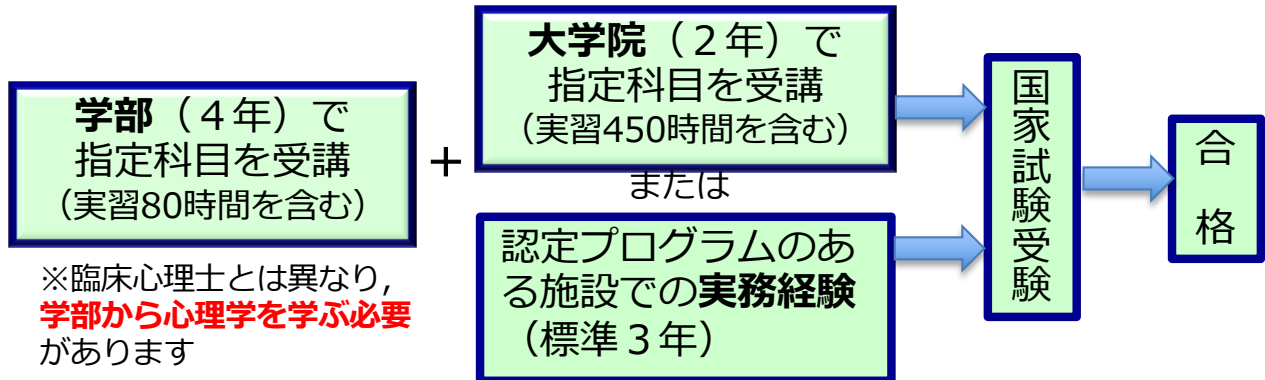 学部（４年）で
指定科目を受講
（実習80時間を含む）
※臨床心理士とは異なり，
学部から心理学を学ぶ必要
があります
＋
大学院（２年）で
指定科目を受講
（実習450時間を含む）
または
認定プログラムのあ
る施設での実務経験
（標準３年）
国家試験受験
合格